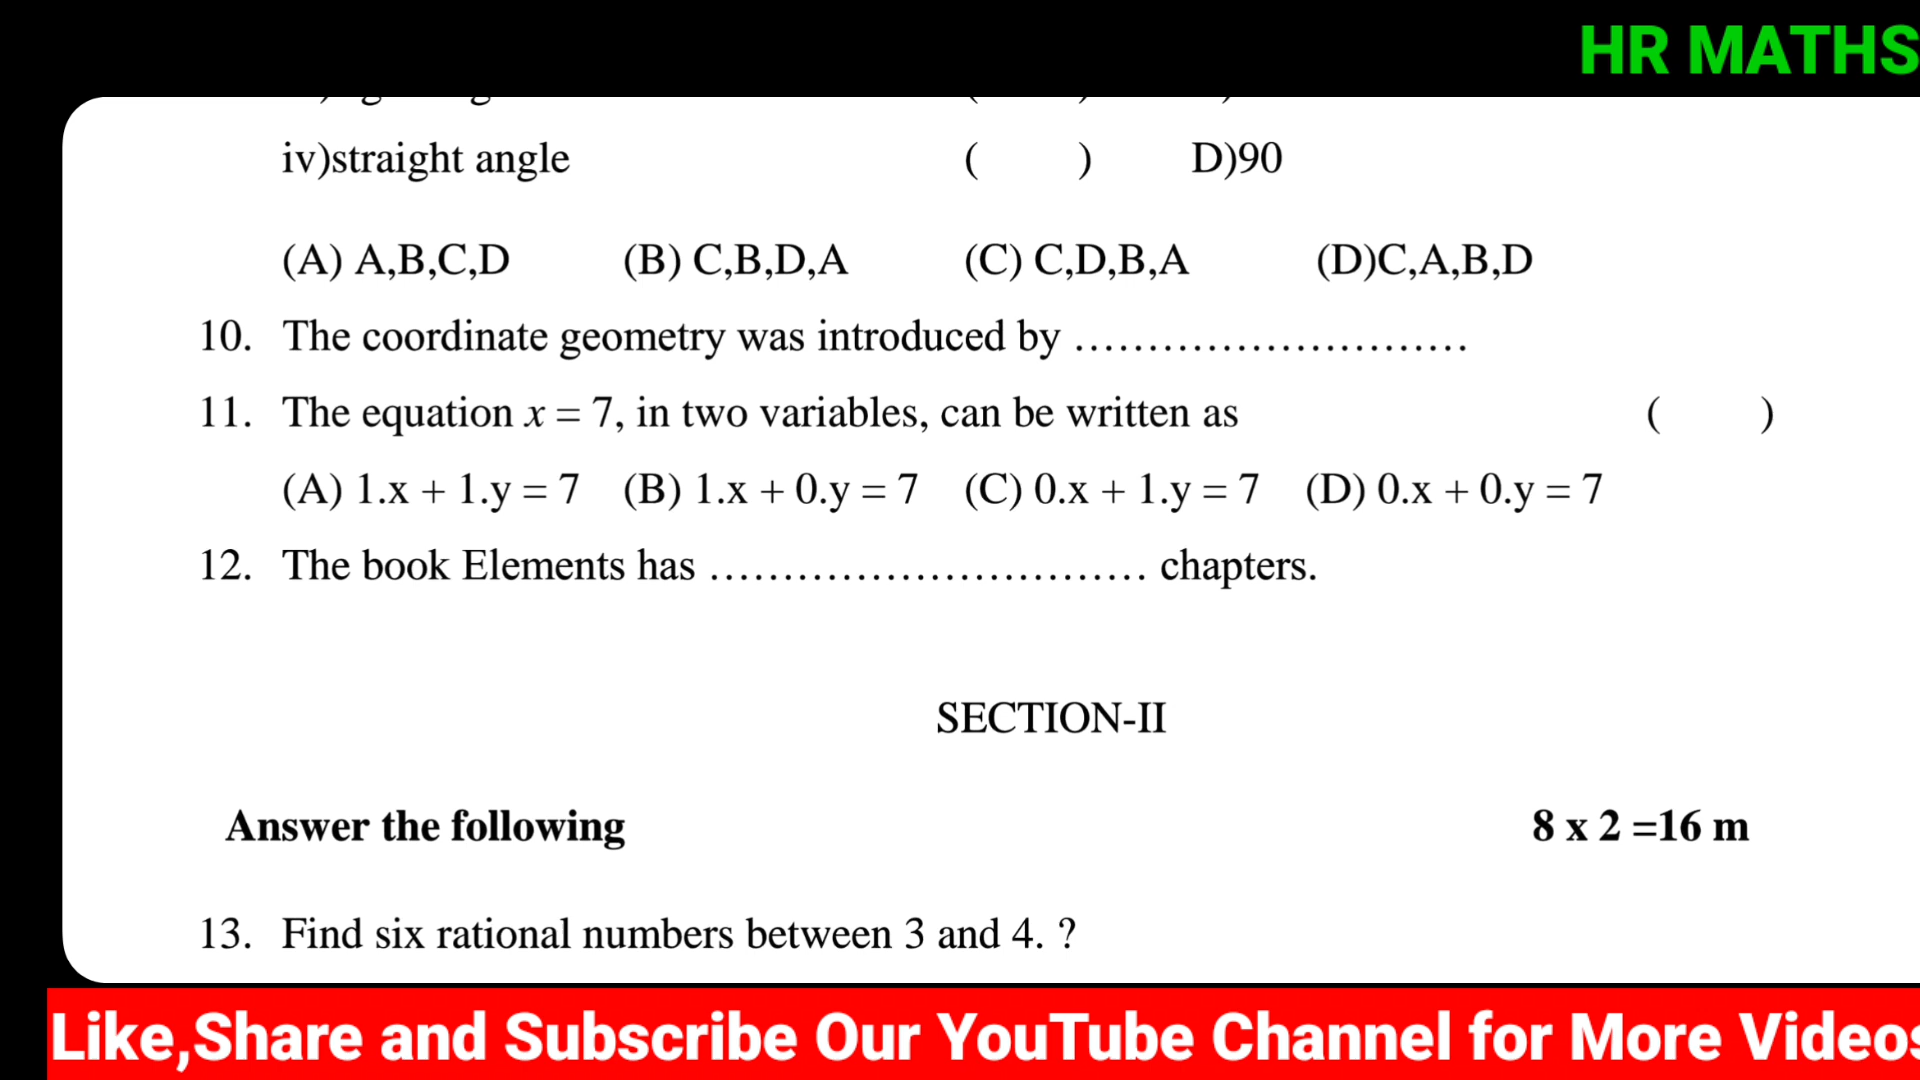 HR MATHS
iv)straight angle ( ) D)90
(A) A,B,C,D (B) C,B,D,A (C) C,D,B,A (D)C,A,B,D
10. The coordinate geometry was introduced by ...........................
11. The equation x = 7, in two variables, can be written as ( )
(A) 1.x + 1.y = 7 (B) 1.x + 0.y = 7 (C) 0.x + 1.y = 7 (D) 0.x + 0.y = 7
12. The book Elements has .............................. chapters.
SECTION-II
Answer the following 8 x 2 =16 m
13. Find six rational numbers between 3 and 4. ?
Like,Share and Subscribe Our YouTube Channel for More Videos